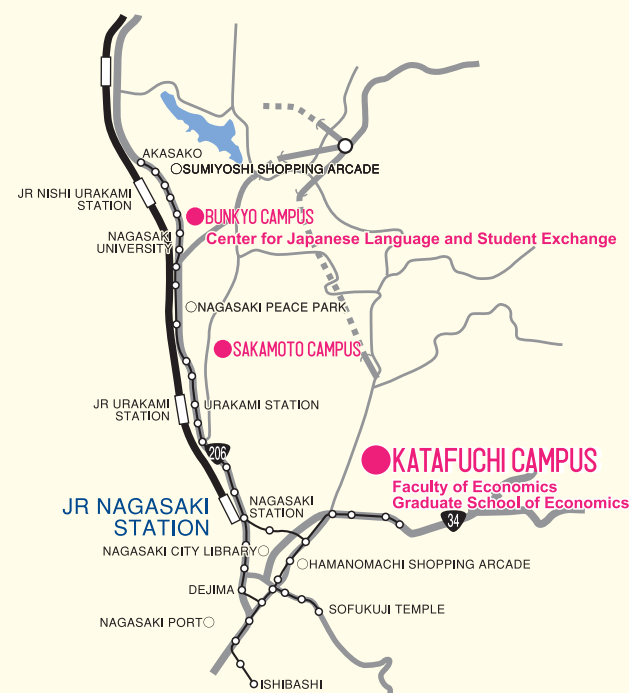 AKASAKO
SUMIYOSHI SHOPPING ARCADE
JR NISHI URAKAMI
STATION
BUNKYO CAMPUS
Center for Japanese Language and Student Exchange
NAGASAKI
UNIVERSITY
NAGASAKI PEACE PARK
SAKAMOTO CAMPUS
JR URAKAMI
STATION
URAKAMI STATION
206
KATAFUCHI CAMPUS
Faculty of Economics
Graduate School of Economics
JR NAGASAKI
STATION
NAGASAKI
STATION
34
NAGASAKI CITY LIBRARY
HAMANOMACHI SHOPPING ARCADE
DEJIMA
SOFUKUJI TEMPLE
NAGASAKI PORT
ISHIBASHI